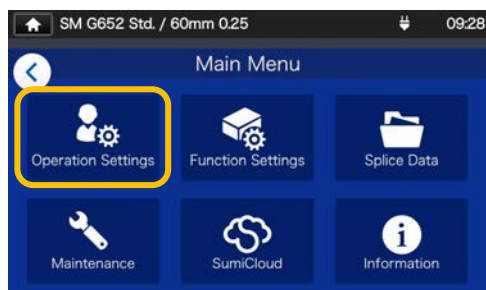 SM G652 Std. / 60mm 0.25 09:28
Main Menu
Operation Settings Function Settings Splice Data
Maintenance SumiCloud Information